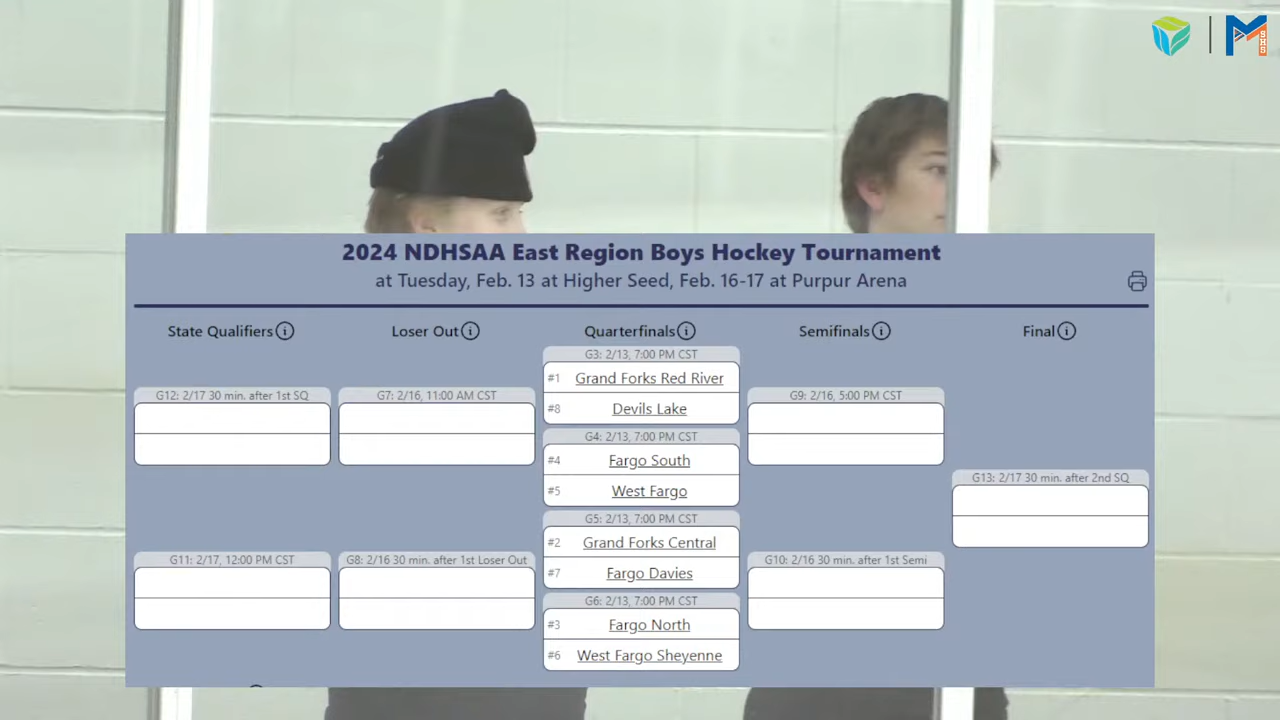 M
SHS
2024 NDHSAA East Region Boys Hockey Tournament
at Tuesday, Feb. 13 at Higher Seed, Feb. 16-17 at Purpur Arena
State Qualifiers
Loser Out
Quarterfinals
Semifinals
Final
G3: 2/13, 7:00 PM CST
#1 Grand Forks Red River
#8 Devils Lake
G12: 2/17 30 min. after 1st SQ
G7: 2/16, 11:00 AM CST
G9: 2/16, 5:00 PM CST
G4: 2/13, 7:00 PM CST
#4 Fargo South
#5 West Fargo
G13: 2/17 30 min. after 2nd SQ
G5: 2/13, 7:00 PM CST
#2 Grand Forks Central
#7 Fargo Davies
G11: 2/17, 12:00 PM CST
G8: 2/16 30 min. after 1st Loser Out
G10: 2/16 30 min. after 1st Semi
G6: 2/13, 7:00 PM CST
#3 Fargo North
#6 West Fargo Sheyenne